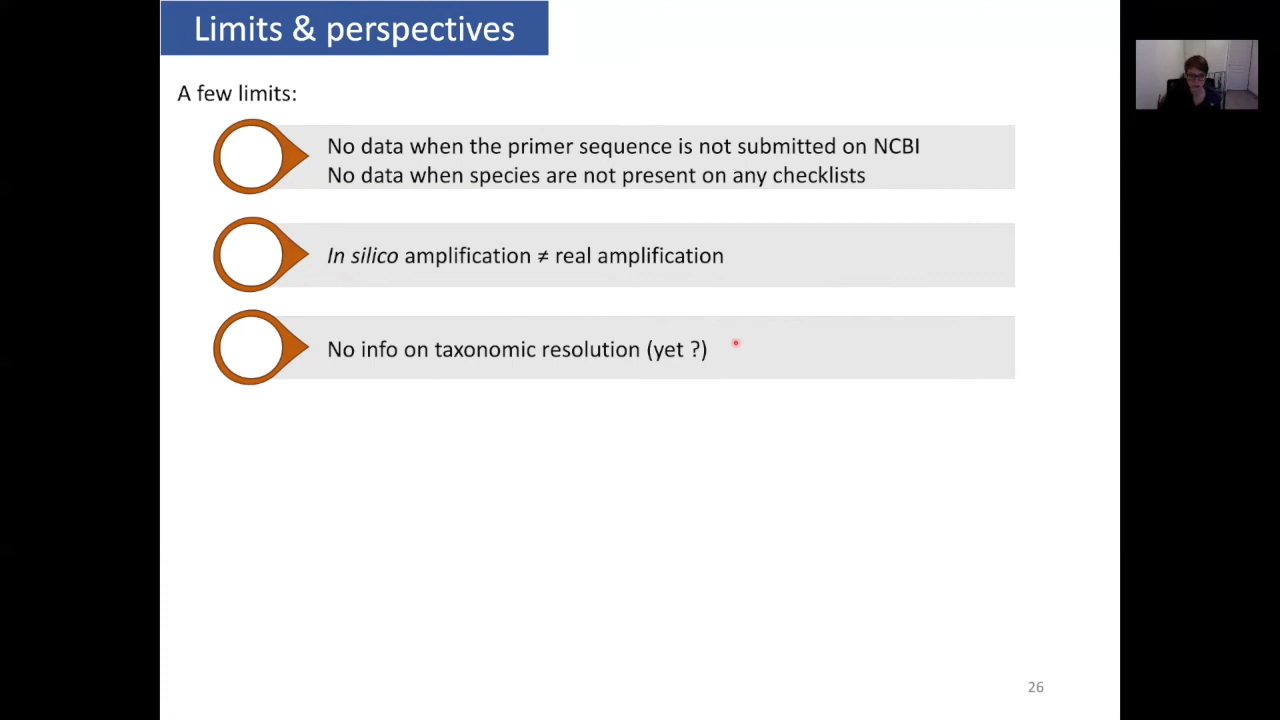 Limits & perspectives
A few limits:
No data when the primer sequence is not submitted on NCBI
No data when species are not present on any checklists
In silico amplification ≠ real amplification
No info on taxonomic resolution (yet ?)
26